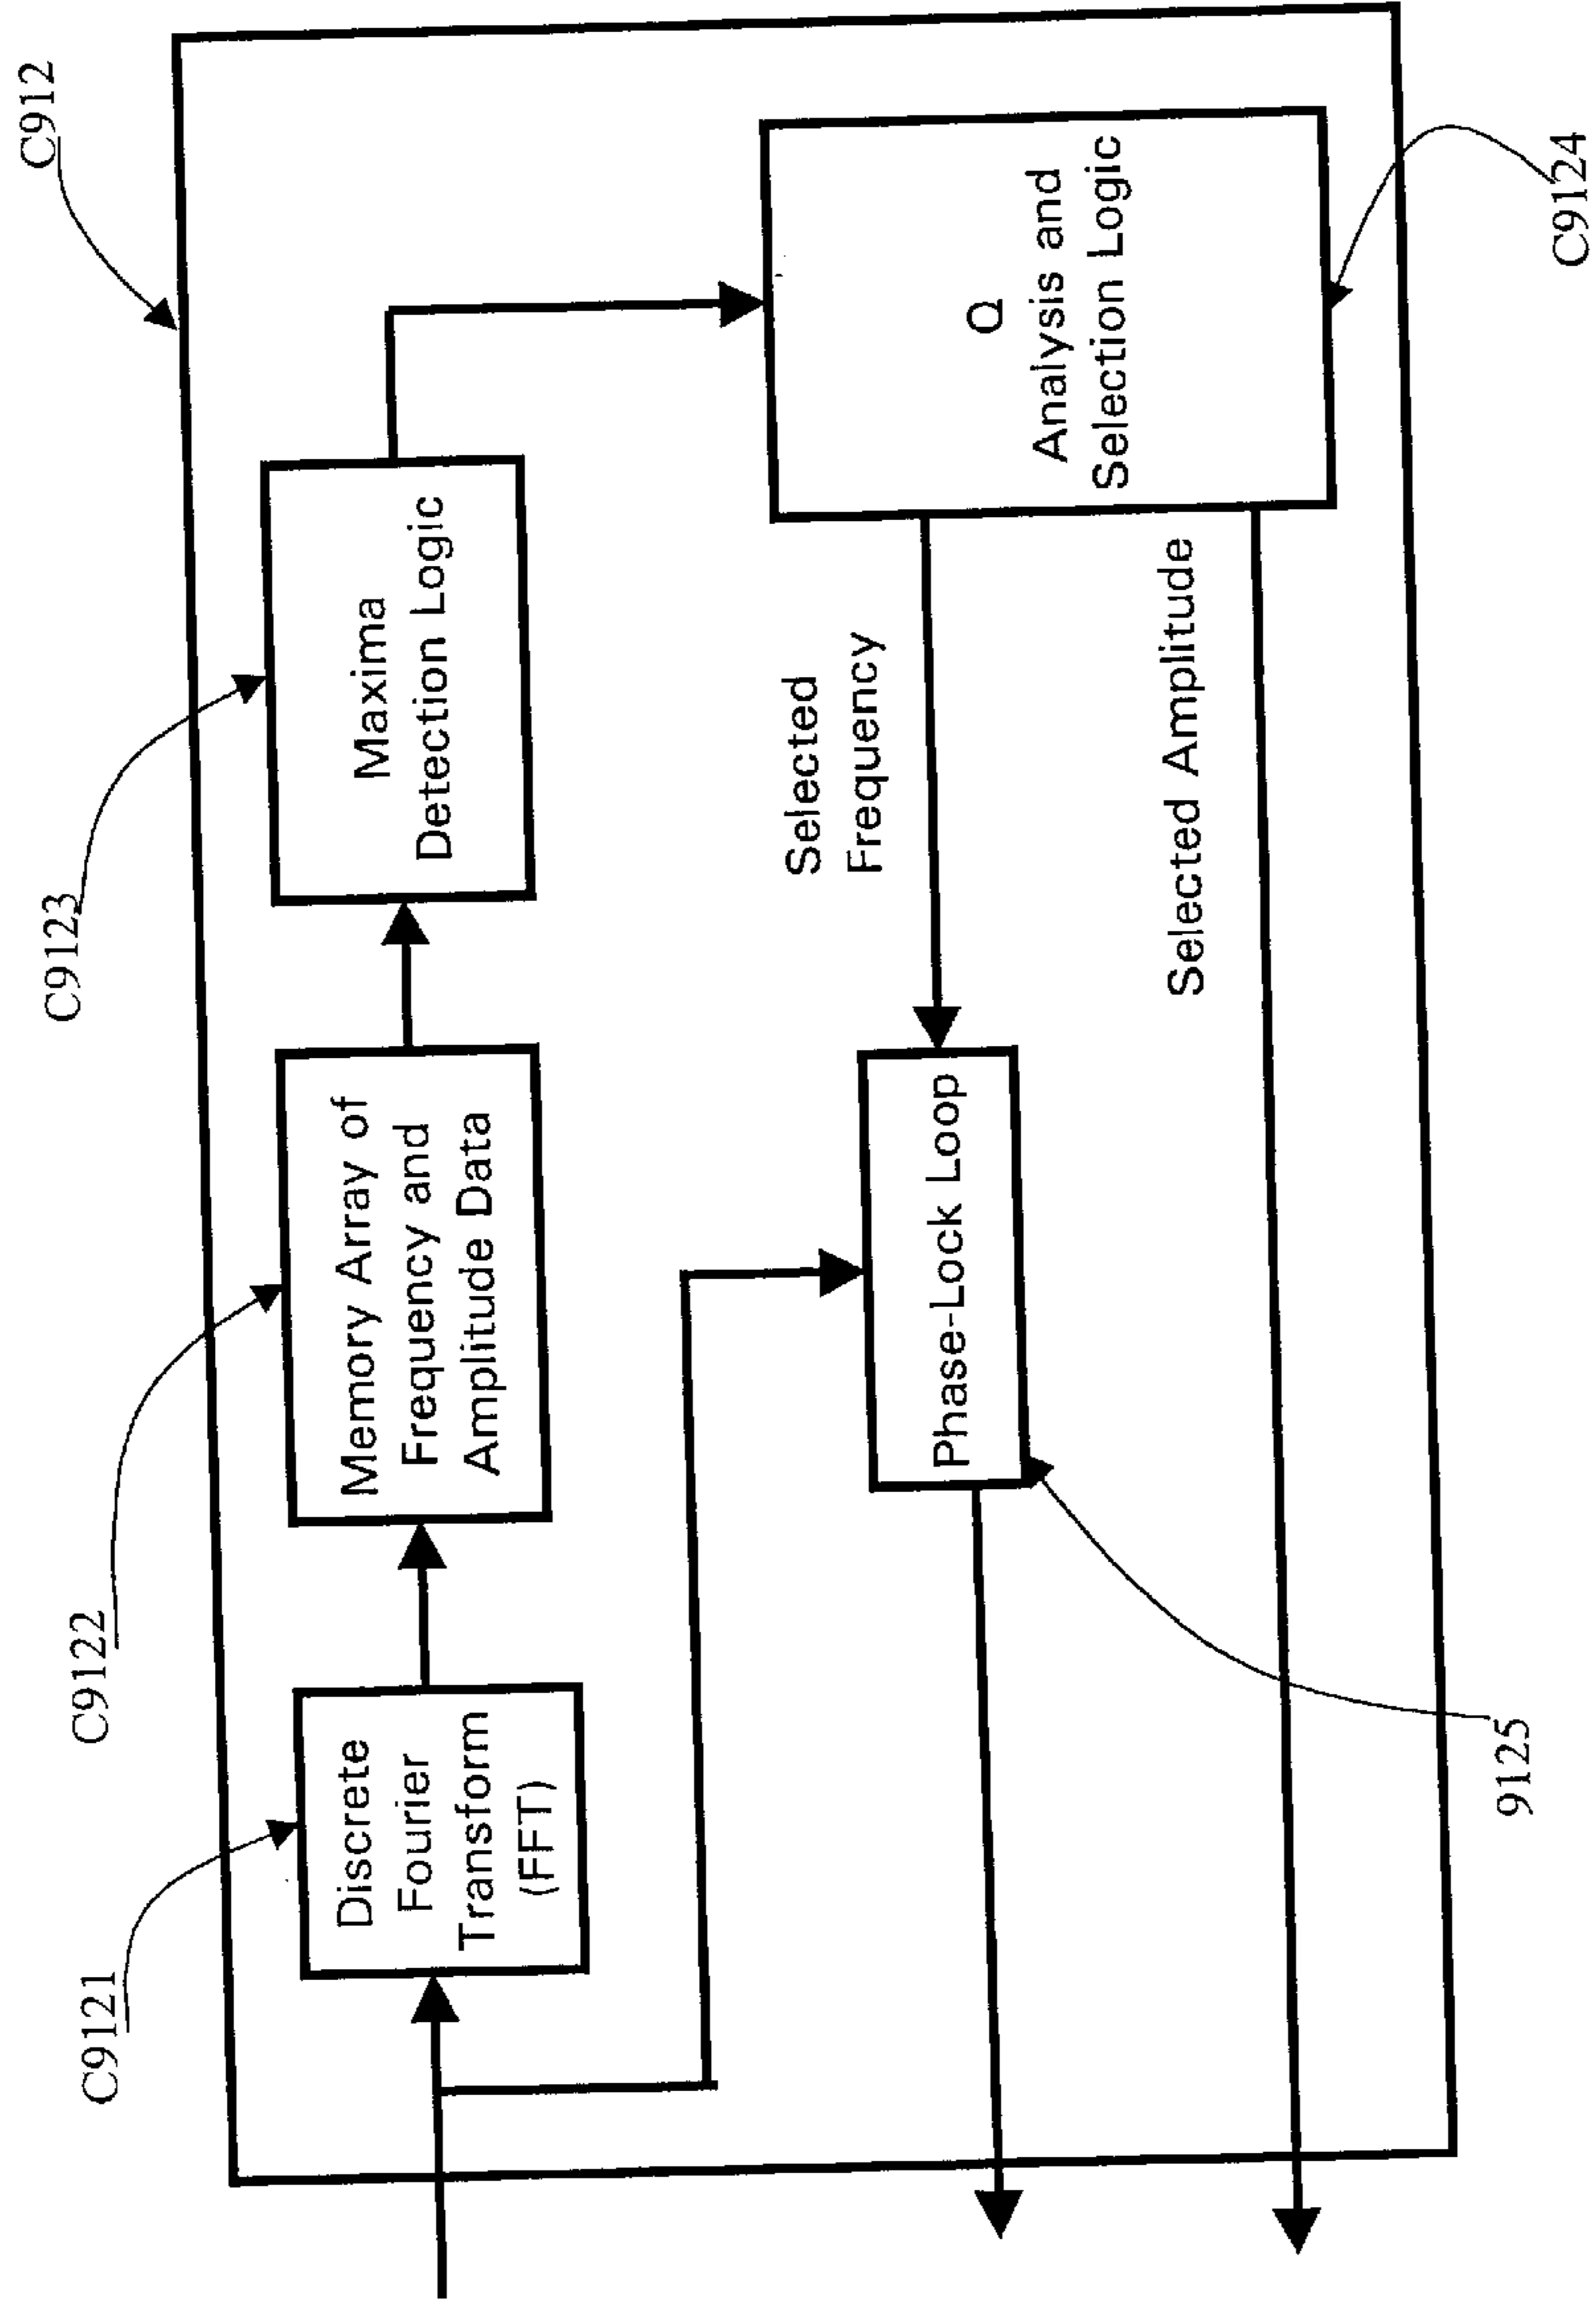 C912
C9121
C9122
C9123
Discrete
Fourier
Transform
(FFT)
Memory Array of
Frequency and
Amplitude Data
Maxima
Detection Logic
Selected
Frequency
Phase-Lock Loop
Q
Analysis and
Selection Logic
Selected Amplitude
9125
C9124